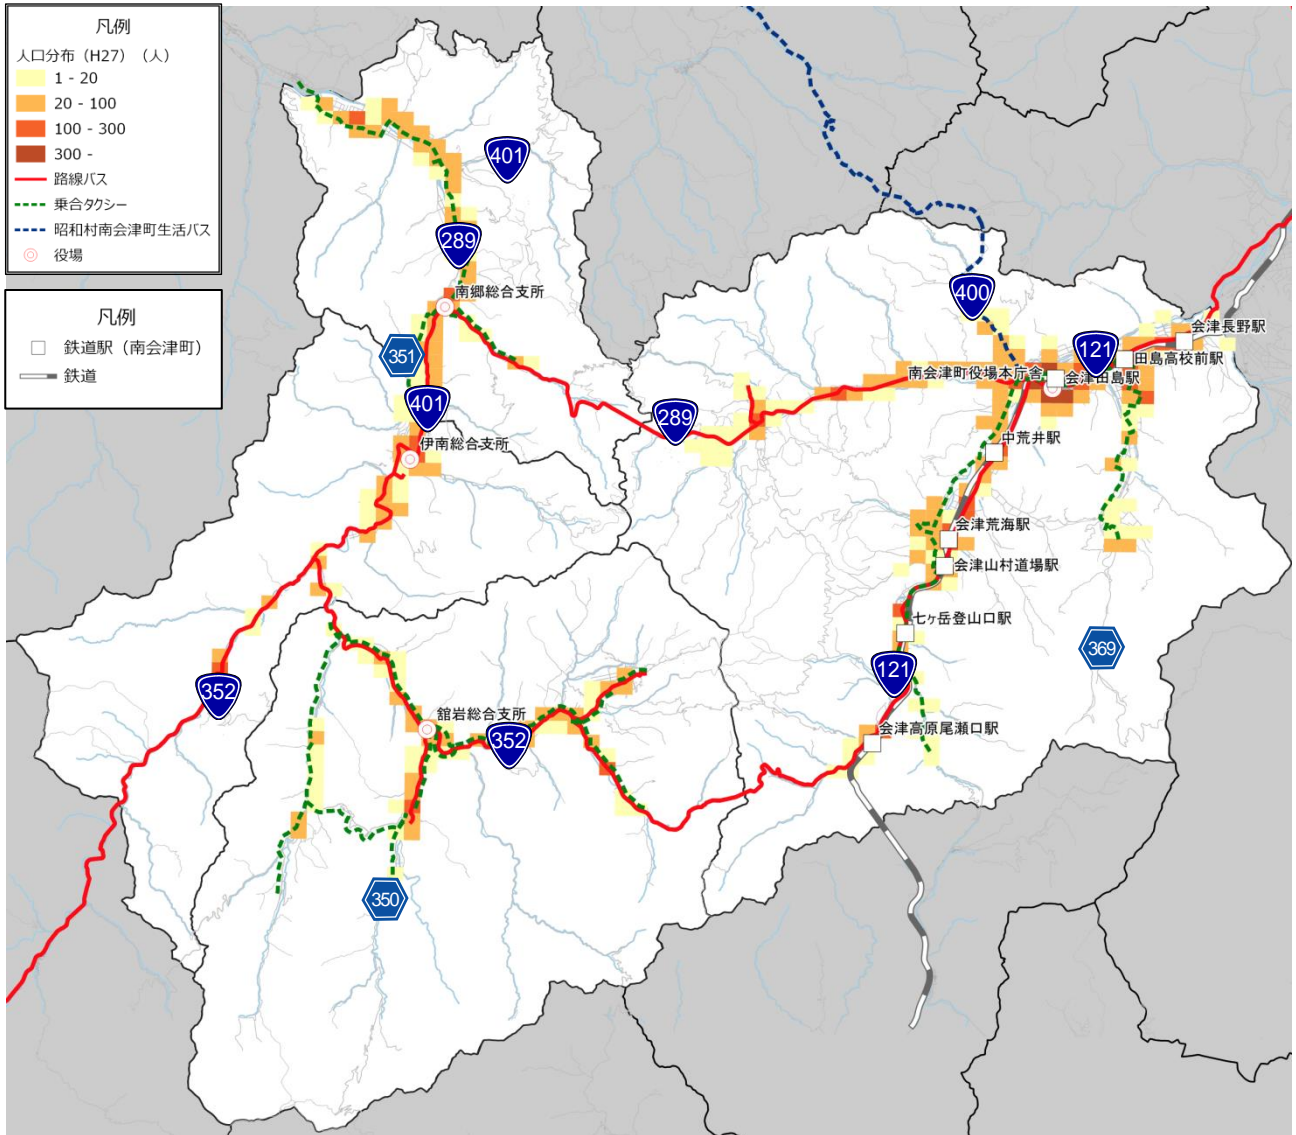 凡例
人口分布（H27）（人）
1 - 20
20 - 100
100 - 300
300 -
路線バス
乗合タクシー
昭和村南会津町生活バス
役場
凡例
鉄道駅（南会津町）
鉄道
401
289
南郷総合支所
351
401
伊南総合支所
289
400
会津長野駅
121
田島高校前駅
南会津町役場本庁舎
会津田島駅
中荒井駅
会津荒海駅
会津山村道場駅
七ヶ岳登山口駅
369
121
352
舘岩総合支所
352
会津高原尾瀬口駅
350